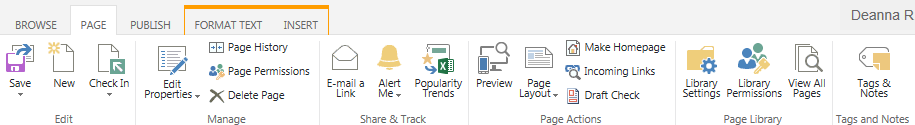 BROWSE PAGE PUBLISH FORMAT TEXT INSERT Deanna R
Save New Check In
Edit
Edit Properties
Page History
Page Permissions
Delete Page
Manage
E-mail a Link
Alert Me
Popularity Trends
Share & Track
Preview
Page Layout
Make Homepage
Incoming Links
Draft Check
Page Actions
Library Settings
Library Permissions
View All Pages
Page Library
Tags & Notes
Tags and Notes